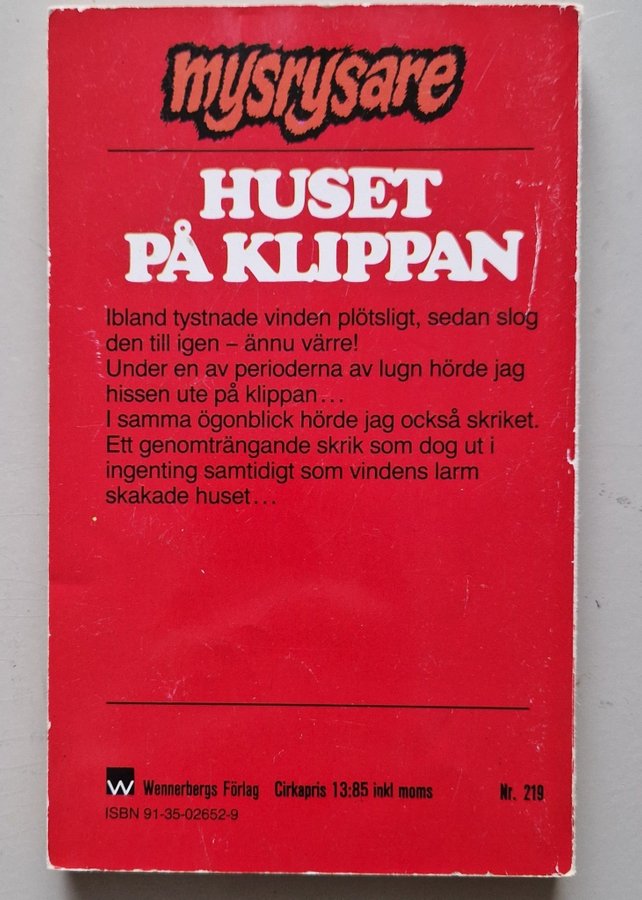 mysrysare
HUSET
PÅ KLIPPAN
Ibland tystnade vinden plötsligt, sedan slog
den till igen – ännu värre!
Under en av perioderna av lugn hörde jag
hissen ute på klippan...
I samma ögonblick hörde jag också skriket.
Ett genomträngande skrik som dog ut i
ingenting samtidigt som vindens larm
skakade huset...
W Wennerbergs Förlag Cirkapris 13:85 inkl moms Nr. 219
ISBN 91-35-02652-9